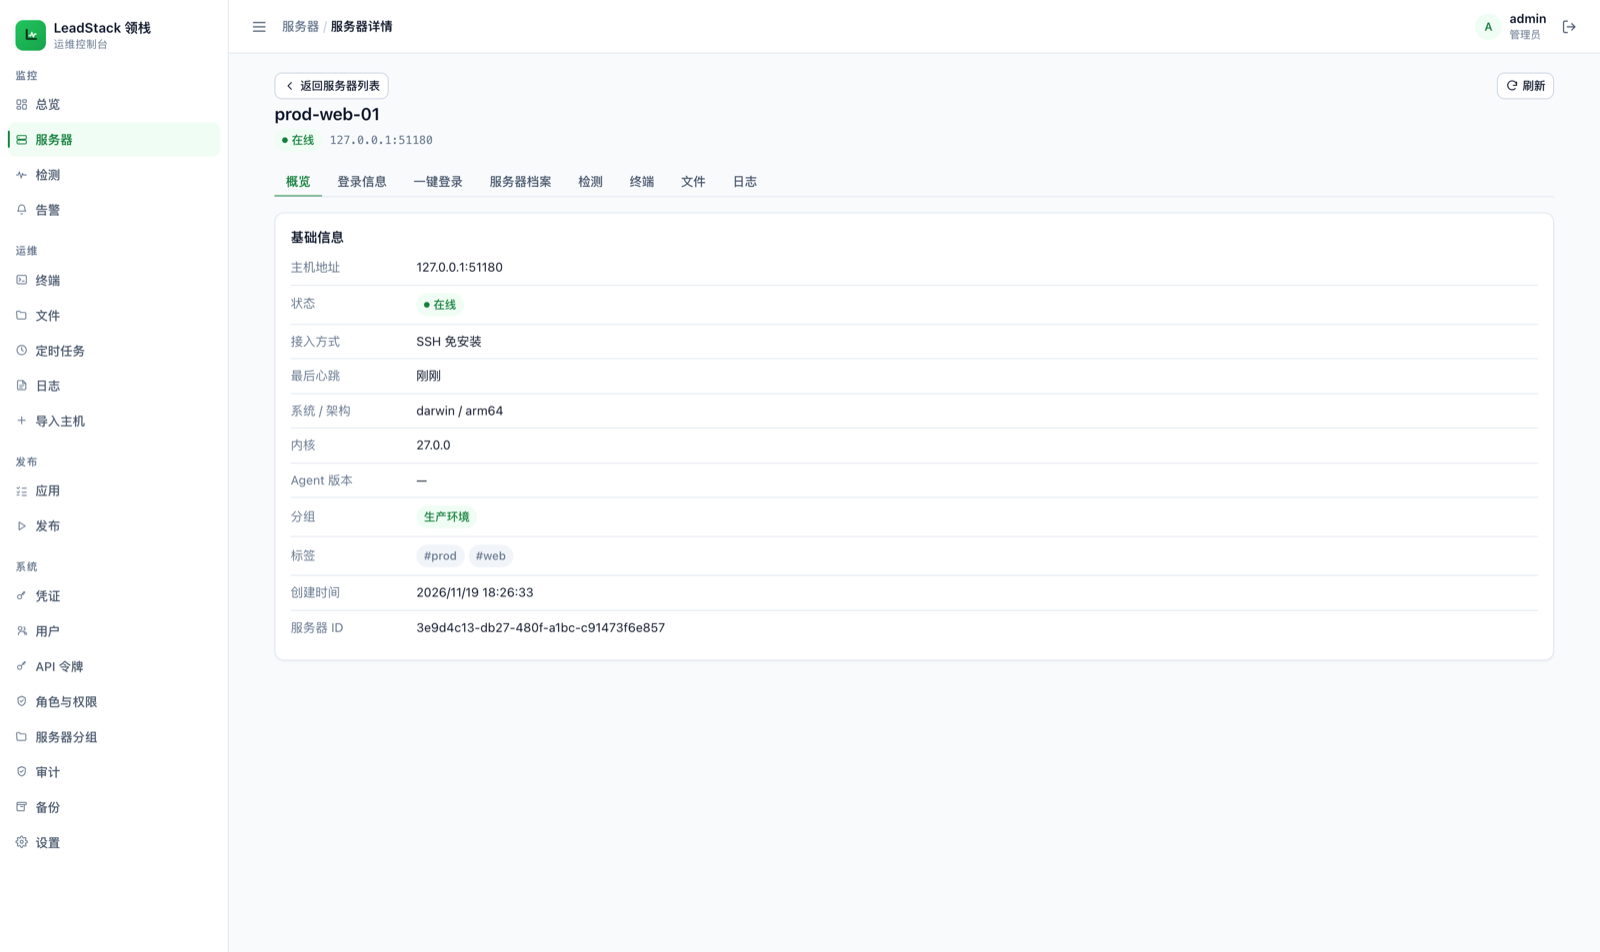 LeadStack 领栈
运维控制台
监控
总览
服务器
检测
告警
运维
终端
文件
定时任务
日志
导入主机
发布
应用
发布
系统
凭证
用户
API 令牌
角色与权限
服务器分组
审计
备份
设置
服务器 / 服务器详情
A
admin
管理员
返回服务器列表
刷新
prod-web-01
在线 127.0.0.1:51180
概览 登录信息 一键登录 服务器档案 检测 终端 文件 日志
基础信息
主机地址 127.0.0.1:51180
状态 在线
接入方式 SSH 免安装
最后心跳 刚刚
系统 / 架构 darwin / arm64
内核 27.0.0
Agent 版本 —
分组 生产环境
标签 #prod #web
创建时间 2026/11/19 18:26:33
服务器 ID 3e9d4c13-db27-480f-a1bc-c91473f6e857